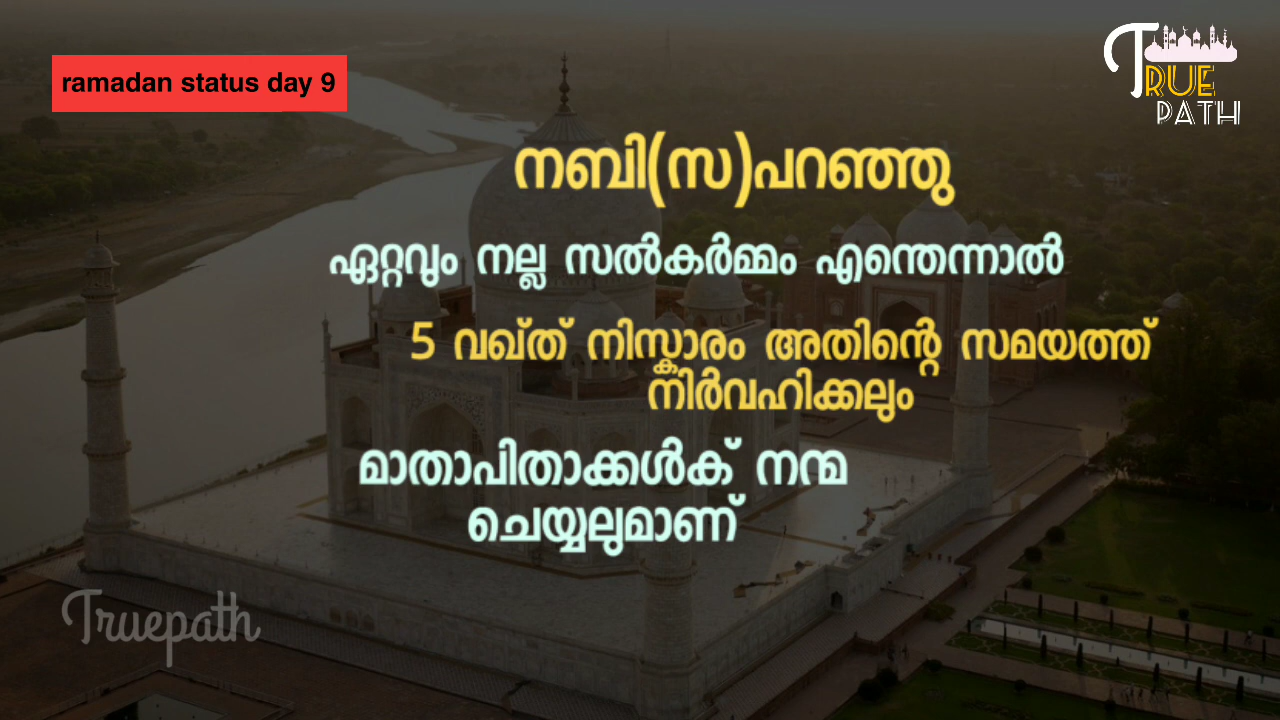 ramadan status day 9
TRUE
PATH
നബി(സ)പറഞ്ഞു
ഏറ്റവും നല്ല സൽകർമ്മം എന്തെന്നാൽ
5 വഖ്ത് നിസ്കാരം അതിന്റെ സമയത്ത്
നിർവഹിക്കലും
മാതാപിതാക്കൾക് നന്മ
ചെയ്യലുമാണ്
Truepath